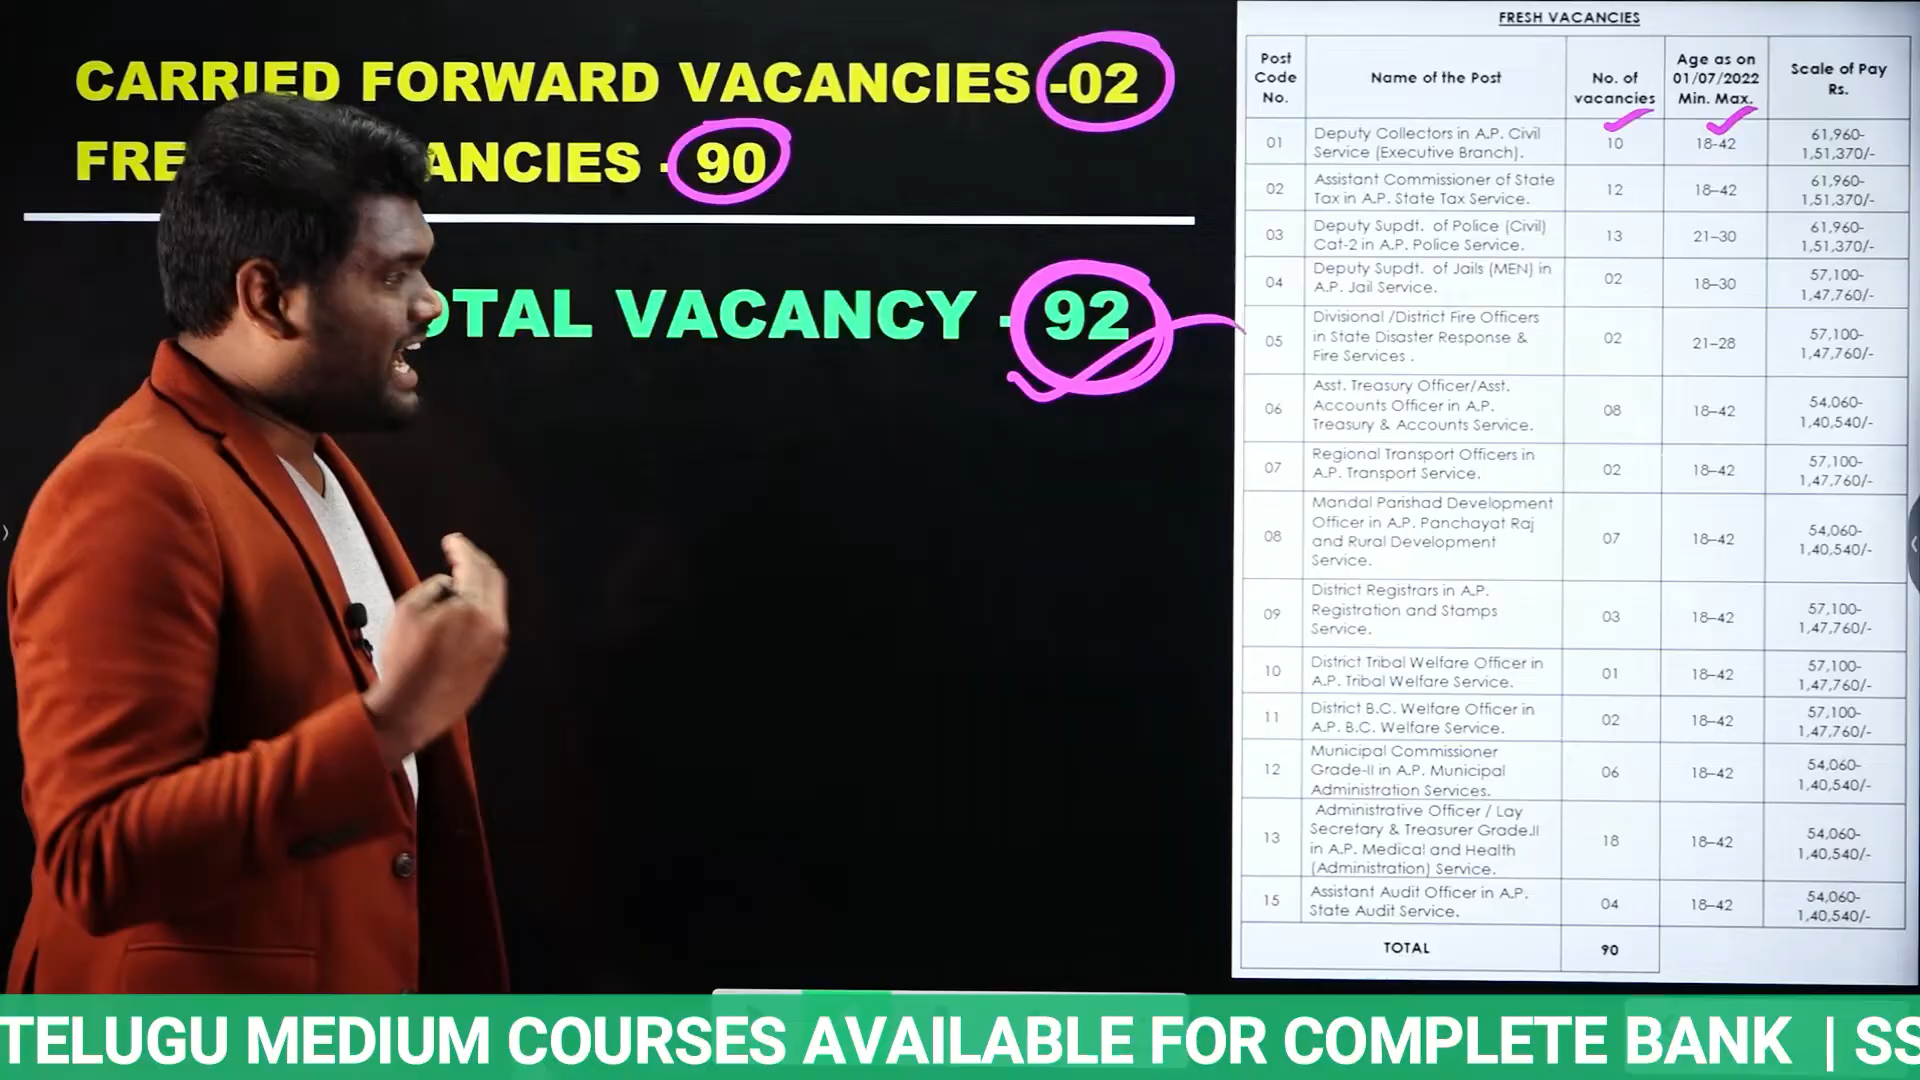 CARRIED FORWARD VACANCIES -02
FRE ANCIES - 90
OTAL VACANCY - 92
FRESH VACANCIES
Post Code No. Name of the Post No. of vacancies Age as on 01/07/2022 Min. Max. Scale of Pay Rs.
01 Deputy Collectors in A.P. Civil Service (Executive Branch). 10 18-42 61,960-1,51,370/-
02 Assistant Commissioner of State Tax in A.P. State Tax Service. 12 18–42 61,960-1,51,370/-
03 Deputy Supdt. of Police (Civil) Cat-2 in A.P. Police Service. 13 21–30 61,960-1,51,370/-
04 Deputy Supdt. of Jails (MEN) in A.P. Jail Service. 02 18–30 57,100-1,47,760/-
05 Divisional /District Fire Officers in State Disaster Response & Fire Services . 02 21–28 57,100-1,47,760/-
06 Asst. Treasury Officer/Asst. Accounts Officer in A.P. Treasury & Accounts Service. 08 18–42 54,060-1,40,540/-
07 Regional Transport Officers in A.P. Transport Service. 02 18–42 57,100-1,47,760/-
08 Mandal Parishad Development Officer in A.P. Panchayat Raj and Rural Development Service. 07 18–42 54,060-1,40,540/-
09 District Registrars in A.P. Registration and Stamps Service. 03 18–42 57,100-1,47,760/-
10 District Tribal Welfare Officer in A.P. Tribal Welfare Service. 01 18–42 57,100-1,47,760/-
11 District B.C. Welfare Officer in A.P. B.C. Welfare Service. 02 18–42 57,100-1,47,760/-
12 Municipal Commissioner Grade-II in A.P. Municipal Administration Services. 06 18–42 54,060-1,40,540/-
13 Administrative Officer / Lay Secretary & Treasurer Grade.II in A.P. Medical and Health (Administration) Service. 18 18–42 54,060-1,40,540/-
15 Assistant Audit Officer in A.P. State Audit Service. 04 18–42 54,060-1,40,540/-
TOTAL 90
TELUGU MEDIUM COURSES AVAILABLE FOR COMPLETE BANK | SS